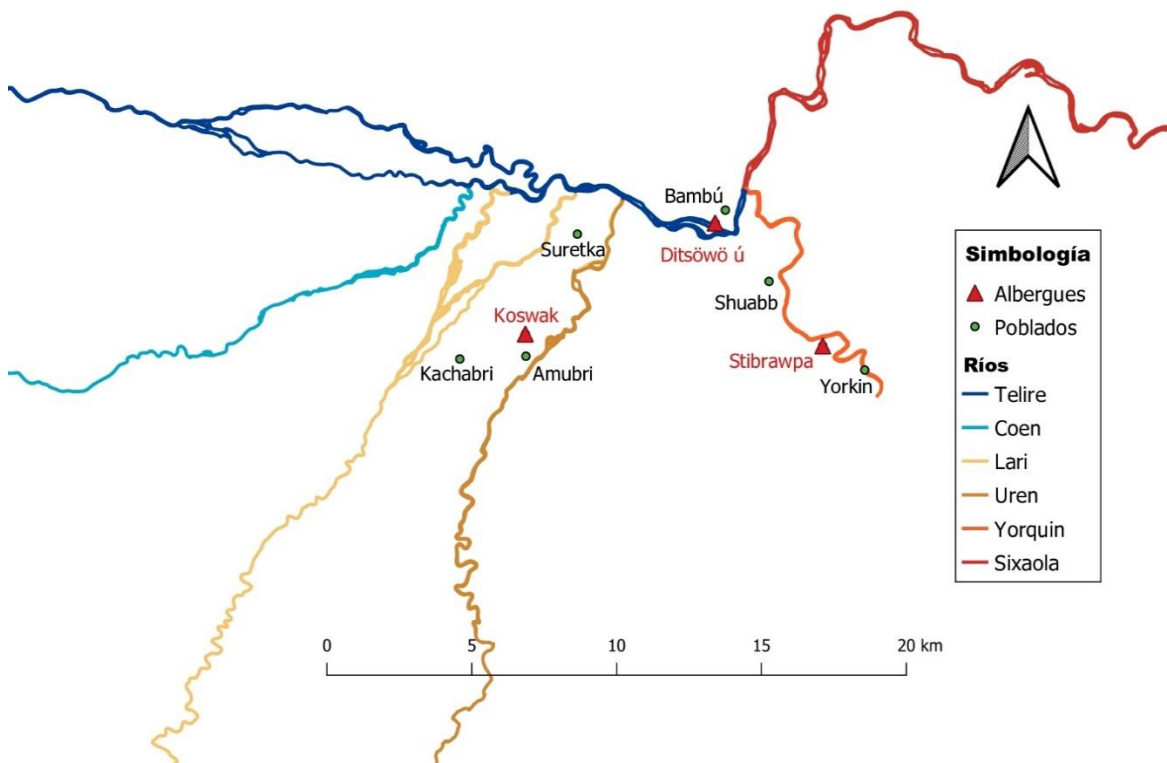 Bambú
Ditsöwö ú
Suretka
Shuabb
Koswak
Kachabri
Amubri
Stibrawpa
Yorkin
Simbología
Albergues
Poblados
Ríos
Telire
Coen
Lari
Uren
Yorquin
Sixaola
0 5 10 15 20 km